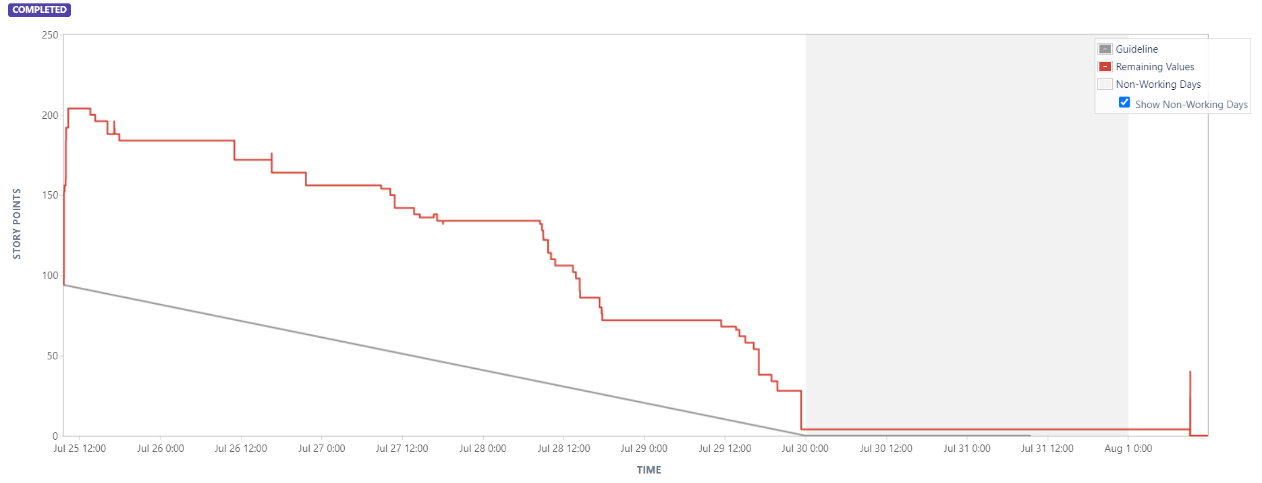 COMPLETED
250
200
150
100
50
0
STORY POINTS
Guideline
Remaining Values
Non-Working Days
Show Non-Working Days
Jul 25 12:00 Jul 26 0:00 Jul 26 12:00 Jul 27 0:00 Jul 27 12:00 Jul 28 0:00 Jul 28 12:00 Jul 29 0:00 Jul 29 12:00 Jul 30 0:00 Jul 30 12:00 Jul 31 0:00 Jul 31 12:00 Aug 1 0:00
TIME